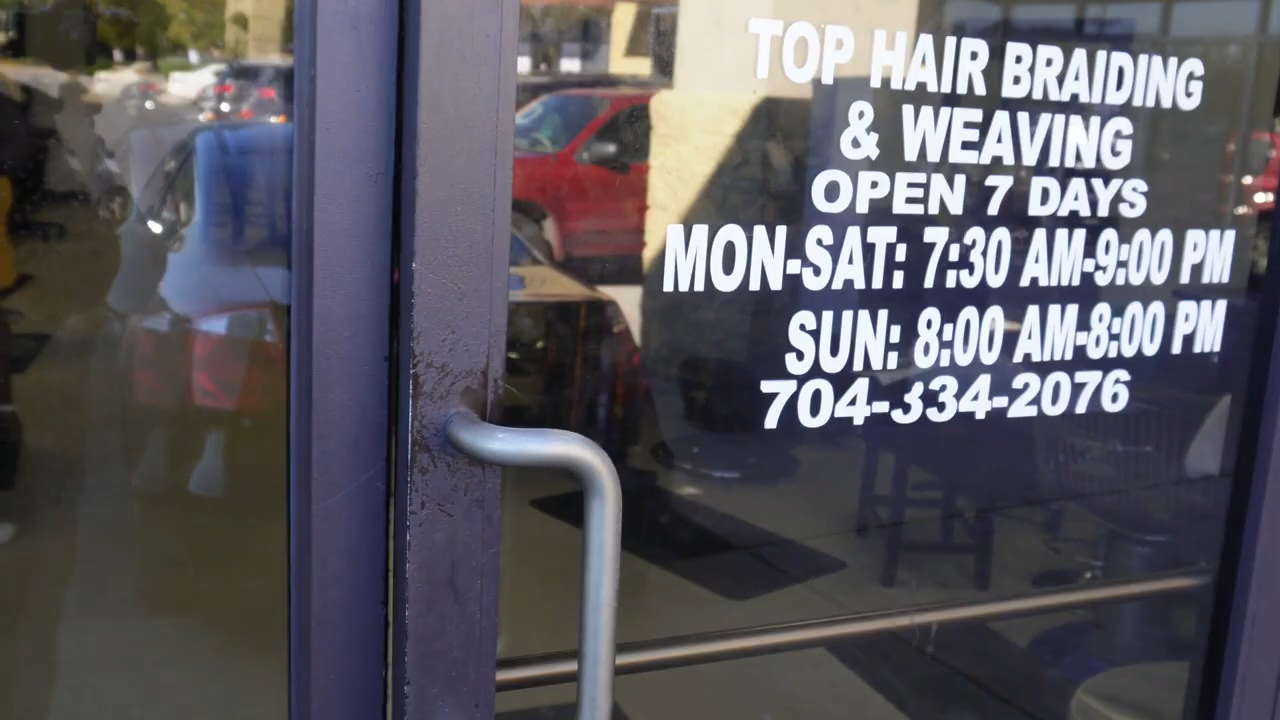 TOP HAIR BRAIDING
& WEAVING
OPEN 7 DAYS
MON-SAT: 7:30 AM-9:00 PM
SUN: 8:00 AM-8:00 PM
704-334-2076